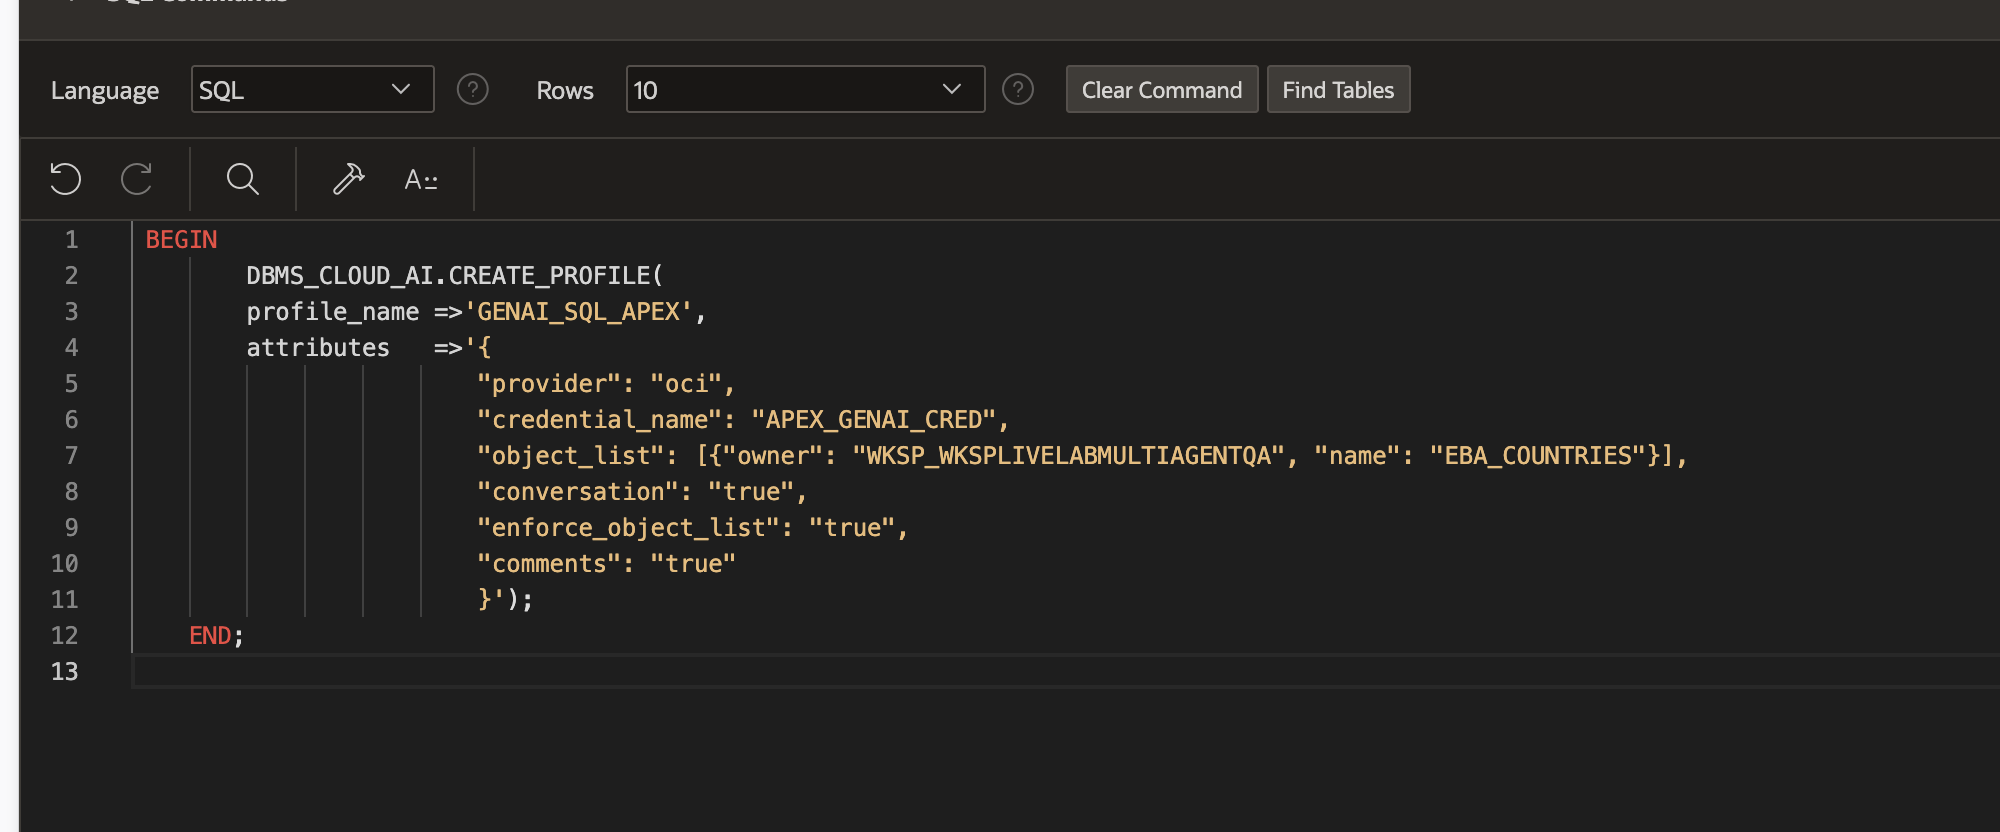 SQL Commands
Language SQL ? Rows 10 ? Clear Command Find Tables
A
1 BEGIN
2 DBMS_CLOUD_AI.CREATE_PROFILE(
3 profile_name =>'GENAI_SQL_APEX',
4 attributes =>'{
5 "provider": "oci",
6 "credential_name": "APEX_GENAI_CRED",
7 "object_list": [{"owner": "WKSP_WKSPLIVELABMULTIAGENTQA", "name": "EBA_COUNTRIES"}],
8 "conversation": "true",
9 "enforce_object_list": "true",
10 "comments": "true"
11 }');
12 END;
13